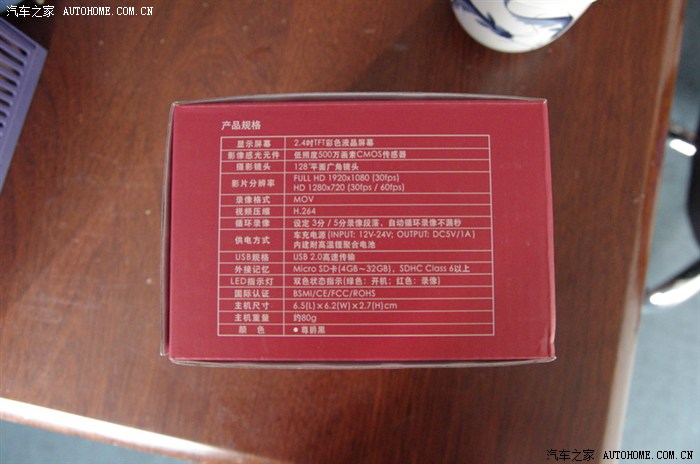 汽车之家 AUTOHOME.COM.CN
产品规格
显示屏幕 2.4吋TFT彩色液晶屏幕
影像感光元件 低照度500万画素CMOS传感器
摄影镜头 128°平面广角镜头
影片分辨率 FULL HD 1920x1080 (30fps)
HD 1280x720 (30fps / 60fps)
录像格式 MOV
视频压缩 H.264
循环录像 设定 3分 / 5分录像段落，自动循环录像不漏秒
供电方式 车充电源 (INPUT: 12V-24V; OUTPUT: DC5V/1A)
内建耐高温锂聚合电池
USB规格 USB 2.0高速传输
外接记忆 Micro SD卡(4GB~32GB)，SDHC Class 6以上
LED指示灯 双色状态指示(绿色：开机；红色：录像)
国际认证 BSMI/CE/FCC/ROHS
主机尺寸 6.5(L)×6.2(W)×2.7(H)cm
主机重量 约80g
颜 色 ●尊爵黑
汽车之家 AUTOHOME.COM.CN